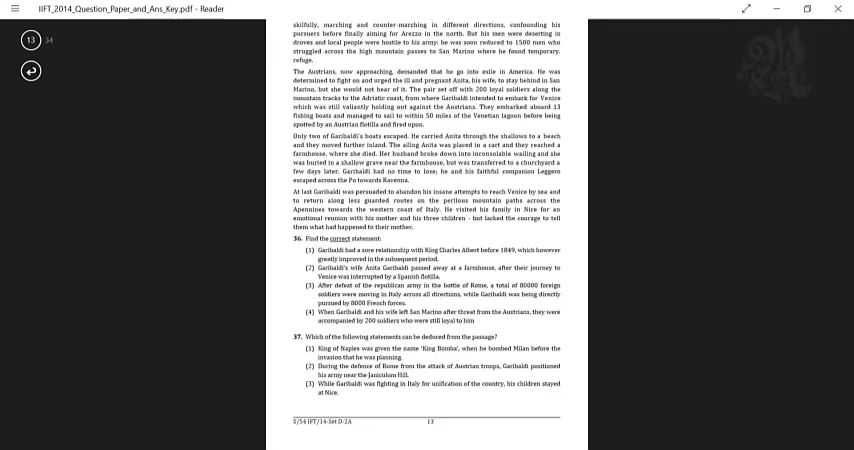 IIFT_2014_Question_Paper_and_Ans_Key.pdf - Reader
13 34
skilfully, marching and counter-marching in different directions, confounding his
pursuers before finally aiming for Arezzo in the north. But his men were deserting in
droves and local people were hostile to his army: he was soon reduced to 1500 men who
struggled across the high mountain passes to San Marino where he found temporary,
refuge.
The Austrians, now approaching, demanded that he go into exile in America. He was
determined to fight on and urged the ill and pregnant Anita, his wife, to stay behind in San
Marino, but she would not hear of it. The pair set off with 200 loyal soldiers along the
mountain tracks to the Adriatic coast, from where Garibaldi intended to embark for Venice
which was still valiantly holding out against the Austrians. They embarked aboard 13
fishing boats and managed to sail to within 50 miles of the Venetian lagoon before being
spotted by an Austrian flotilla and fired upon.
Only two of Garibaldi's boats escaped. He carried Anita through the shallows to a beach
and they moved further inland. The ailing Anita was placed in a cart and they reached a
farmhouse, where she died. Her husband broke down into inconsolable wailing and she
was buried in a shallow grave near the farmhouse, but was transferred to a churchyard a
few days later. Garibaldi had no time to lose; he and his faithful companion Leggero
escaped across the Po towards Ravenna.
At last Garibaldi was persuaded to abandon his insane attempts to reach Venice by sea and
to return along less guarded routes on the perilous mountain paths across the
Apennines towards the western coast of Italy. He visited his family in Nice for an
emotional reunion with his mother and his three children - but lacked the courage to tell
them what had happened to their mother.
36. Find the correct statement:
(1) Garibaldi had a sore relationship with King Charles Albert before 1849, which however
greatly improved in the subsequent period.
(2) Garibaldi's wife Anita Garibaldi passed away at a farmhouse, after their journey to
Venice was interrupted by a Spanish flotilla.
(3) After defeat of the republican army in the bottle of Rome, a total of 80000 foreign
soldiers were moving in Italy across all directions, while Garibaldi was being directly
pursued by 8000 French forces.
(4) When Garibaldi and his wife left San Marino after threat from the Austrians, they were
accompanied by 200 soldiers who were still loyal to him
37. Which of the following statements can be deduced from the passage?
(1) King of Naples was given the name 'King Bomba', when he bombed Milan before the
invasion that he was planning.
(2) During the defence of Rome from the attack of Austrian troops, Garibaldi positioned
his army near the Janiculum Hill.
(3) While Garibaldi was fighting in Italy for unification of the country, his children stayed
at Nice.
S/54 IFT/14-Set D-2A 13